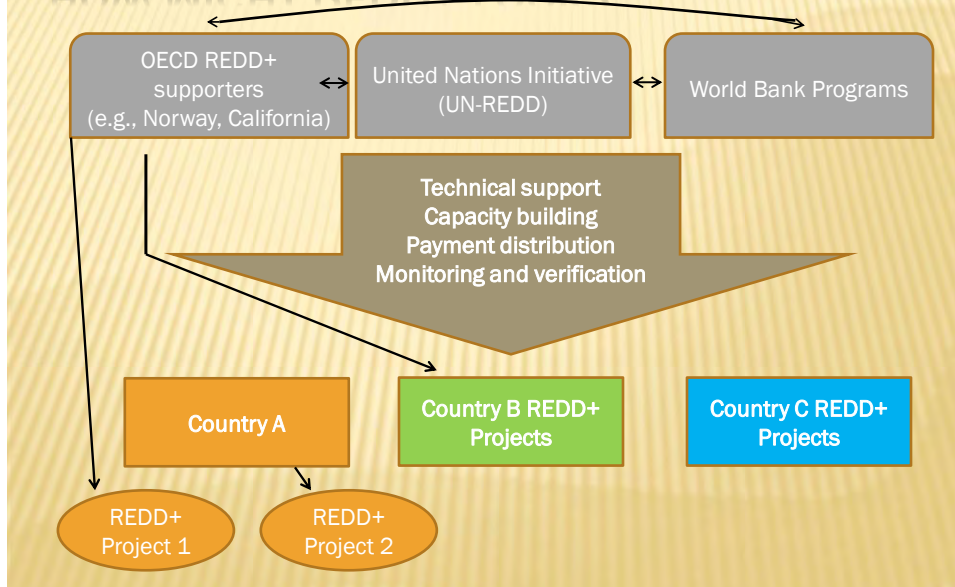 OECD REDD+
supporters
(e.g., Norway, California)
United Nations Initiative
(UN-REDD)
World Bank Programs
Technical support
Capacity building
Payment distribution
Monitoring and verification
Country A
Country B REDD+
Projects
Country C REDD+
Projects
REDD+
Project 1
REDD+
Project 2